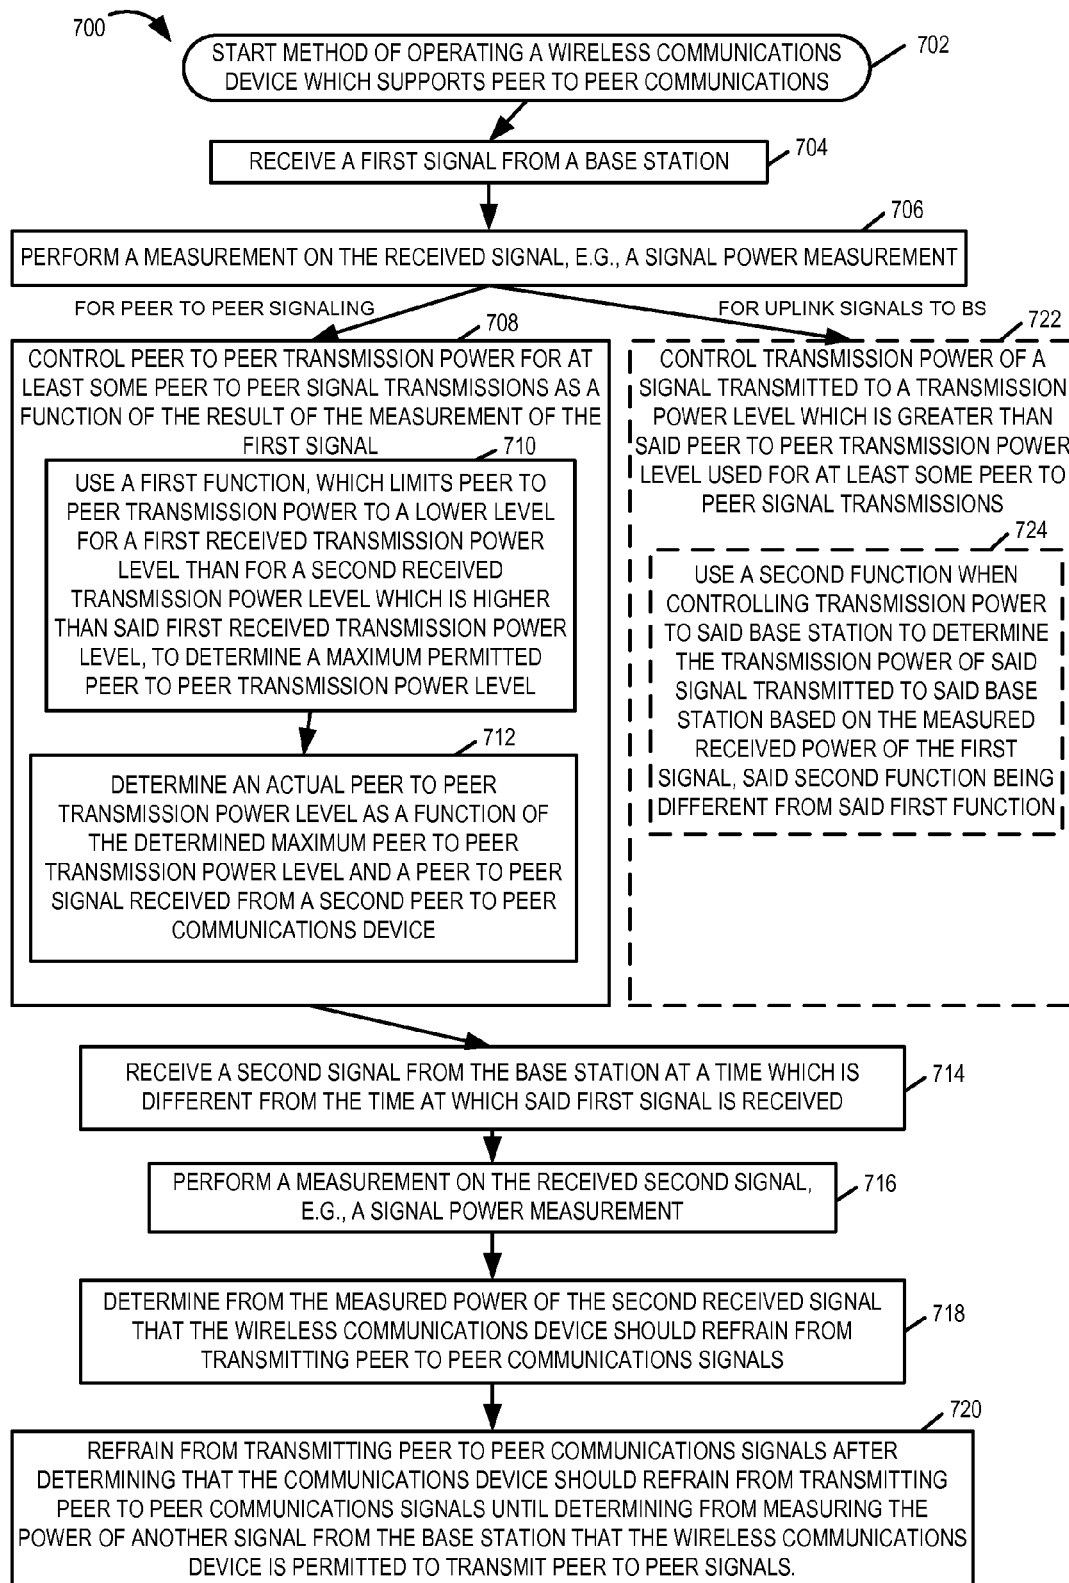 700
START METHOD OF OPERATING A WIRELESS COMMUNICATIONS
DEVICE WHICH SUPPORTS PEER TO PEER COMMUNICATIONS
702
RECEIVE A FIRST SIGNAL FROM A BASE STATION
704
706
PERFORM A MEASUREMENT ON THE RECEIVED SIGNAL, E.G., A SIGNAL POWER MEASUREMENT
FOR PEER TO PEER SIGNALING
FOR UPLINK SIGNALS TO BS
708
CONTROL PEER TO PEER TRANSMISSION POWER FOR AT
LEAST SOME PEER TO PEER SIGNAL TRANSMISSIONS AS A
FUNCTION OF THE RESULT OF THE MEASUREMENT OF THE
FIRST SIGNAL
710
USE A FIRST FUNCTION, WHICH LIMITS PEER TO
PEER TRANSMISSION POWER TO A LOWER LEVEL
FOR A FIRST RECEIVED TRANSMISSION POWER
LEVEL THAN FOR A SECOND RECEIVED
TRANSMISSION POWER LEVEL WHICH IS HIGHER
THAN SAID FIRST RECEIVED TRANSMISSION POWER
LEVEL, TO DETERMINE A MAXIMUM PERMITTED
PEER TO PEER TRANSMISSION POWER LEVEL
712
DETERMINE AN ACTUAL PEER TO PEER
TRANSMISSION POWER LEVEL AS A FUNCTION OF
THE DETERMINED MAXIMUM PEER TO PEER
TRANSMISSION POWER LEVEL AND A PEER TO PEER
SIGNAL RECEIVED FROM A SECOND PEER TO PEER
COMMUNICATIONS DEVICE
722
CONTROL TRANSMISSION POWER OF A
SIGNAL TRANSMITTED TO A TRANSMISSION
POWER LEVEL WHICH IS GREATER THAN
SAID PEER TO PEER TRANSMISSION POWER
LEVEL USED FOR AT LEAST SOME PEER TO
PEER SIGNAL TRANSMISSIONS
724
USE A SECOND FUNCTION WHEN
CONTROLLING TRANSMISSION POWER
TO SAID BASE STATION TO DETERMINE
THE TRANSMISSION POWER OF SAID
SIGNAL TRANSMITTED TO SAID BASE
STATION BASED ON THE MEASURED
RECEIVED POWER OF THE FIRST
SIGNAL, SAID SECOND FUNCTION BEING
DIFFERENT FROM SAID FIRST FUNCTION
RECEIVE A SECOND SIGNAL FROM THE BASE STATION AT A TIME WHICH IS
DIFFERENT FROM THE TIME AT WHICH SAID FIRST SIGNAL IS RECEIVED
714
PERFORM A MEASUREMENT ON THE RECEIVED SECOND SIGNAL,
E.G., A SIGNAL POWER MEASUREMENT
716
DETERMINE FROM THE MEASURED POWER OF THE SECOND RECEIVED SIGNAL
THAT THE WIRELESS COMMUNICATIONS DEVICE SHOULD REFRAIN FROM
TRANSMITTING PEER TO PEER COMMUNICATIONS SIGNALS
718
720
REFRAIN FROM TRANSMITTING PEER TO PEER COMMUNICATIONS SIGNALS AFTER
DETERMINING THAT THE COMMUNICATIONS DEVICE SHOULD REFRAIN FROM TRANSMITTING
PEER TO PEER COMMUNICATIONS SIGNALS UNTIL DETERMINING FROM MEASURING THE
POWER OF ANOTHER SIGNAL FROM THE BASE STATION THAT THE WIRELESS COMMUNICATIONS
DEVICE IS PERMITTED TO TRANSMIT PEER TO PEER SIGNALS.